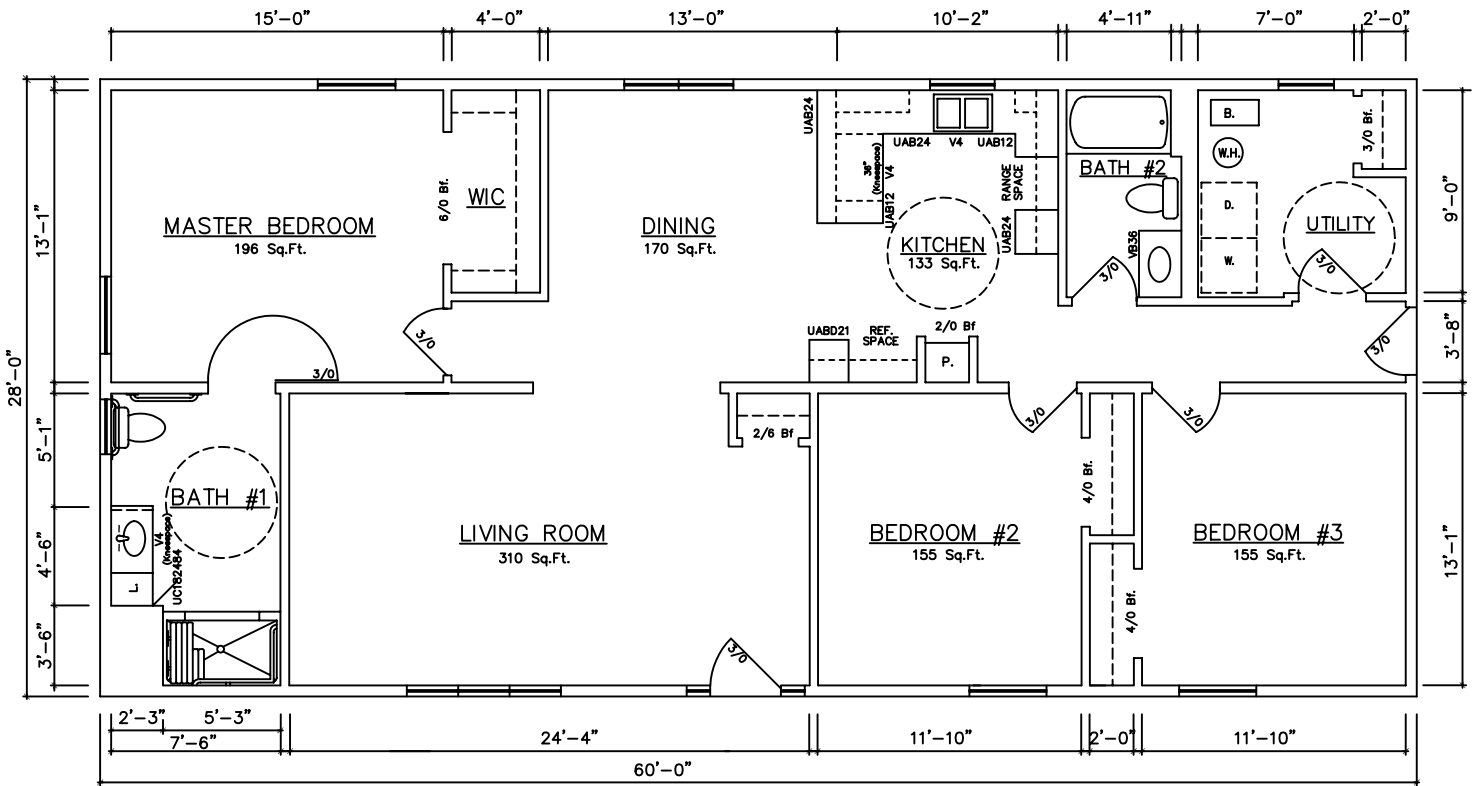 15'-0"
4'-0"
13'-0"
10'-2"
4'-11"
7'-0"
2'-0"
28'-0"
13'-1"
5'-1"
4'-6"
3'-6"
MASTER BEDROOM
196 Sq.Ft.
6/0 Bf.
WIC
3/0
3/0
DINING
170 Sq.Ft.
UAB24
UAB24
V4
UAB12
36"
(Kneespace)
V4
UAB12
RANGE
SPACE
UAB24
KITCHEN
133 Sq.Ft.
UABD21
REF.
SPACE
2/0 Bf
P.
BATH #2
VB36
3/0
B.
W.H.
D.
W.
UTILITY
3/0
3/0 Bf.
3/0
9'-0"
3'-8"
13'-1"
BATH #1
V4
(Kneespace)
UC182484
L.
LIVING ROOM
310 Sq.Ft.
2/6 Bf
3/0
BEDROOM #2
155 Sq.Ft.
3/0
4/0 Bf.
4/0 Bf.
BEDROOM #3
155 Sq.Ft.
3/0
2'-3"
5'-3"
7'-6"
24'-4"
11'-10"
2'-0"
11'-10"
60'-0"